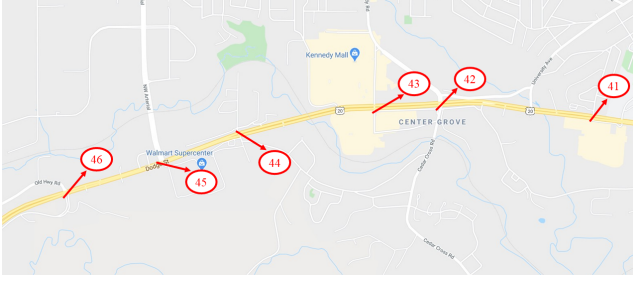 Rd
Kennedy Mall
University Ave
NW Arterial
43
42
41
20
20
CENTER GROVE
46
Walmart Supercenter
44
45
Old Hwy Rd
Cedar Cross Rd
Cedar Cross Rd